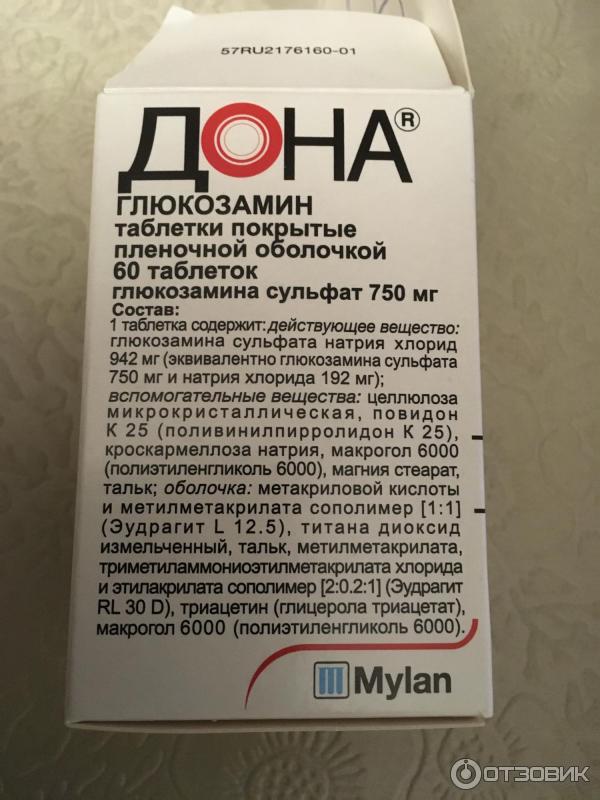 57RU2176160-01
ДОНА®
ГЛЮКОЗАМИН
таблетки покрытые
пленочной оболочкой
60 таблеток
глюкозамина сульфат 750 мг
Состав:
1 таблетка содержит: действующее вещество:
глюкозамина сульфата натрия хлорид
942 мг (эквивалентно глюкозамина сульфата
750 мг и натрия хлорида 192 мг);
вспомогательные вещества: целлюлоза
микрокристаллическая, повидон
К 25 (поливинилпирролидон К 25),
кроскармеллоза натрия, макрогол 6000
(полиэтиленгликоль 6000), магния стеарат,
тальк; оболочка: метакриловой кислоты
и метилметакрилата сополимер [1:1]
(Эудрагит L 12.5), титана диоксид
измельченный, тальк, метилметакрилата,
триметиламмониоэтилметакрилата хлорида
и этилакрилата сополимер [2:0.2:1] (Эудрагит
RL 30 D), триацетин (глицерола триацетат),
макрогол 6000 (полиэтиленгликоль 6000).
Mylan
ОТЗОВИК